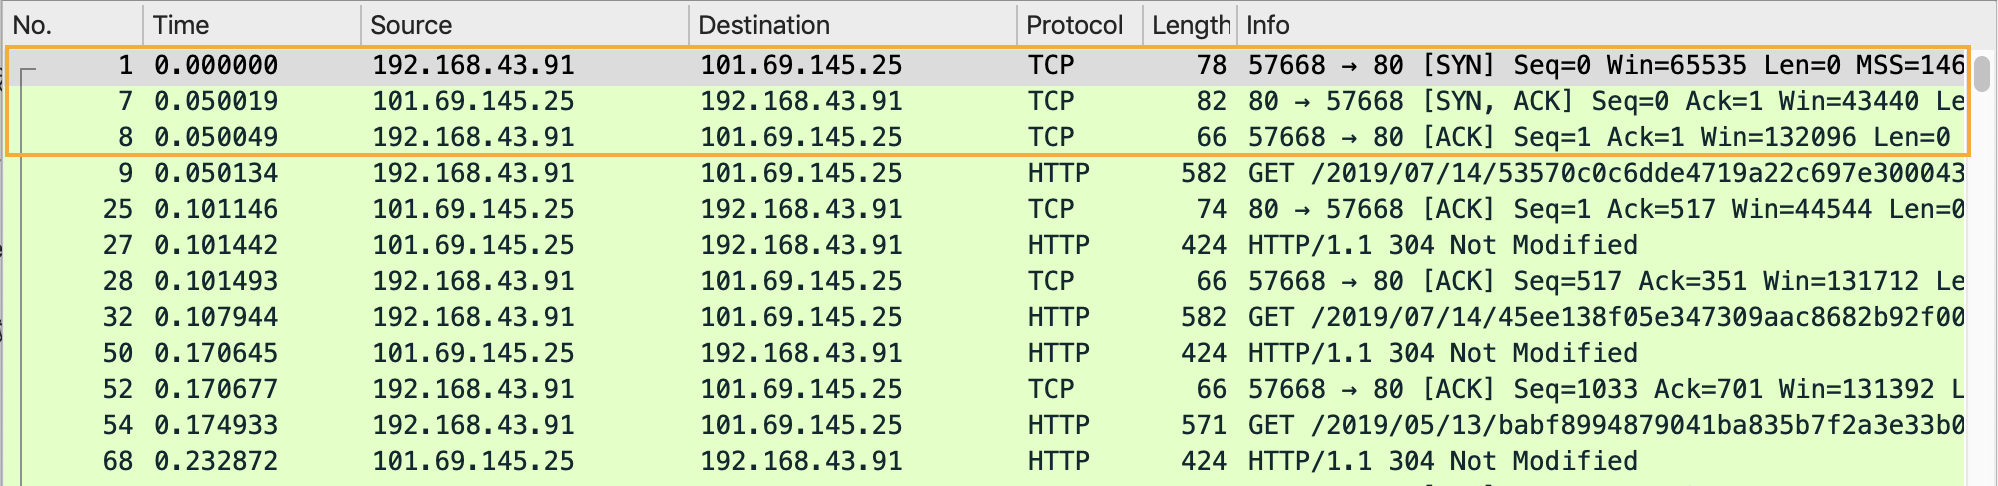 No. Time Source Destination Protocol Length Info
1 0.000000 192.168.43.91 101.69.145.25 TCP 78 57668 → 80 [SYN] Seq=0 Win=65535 Len=0 MSS=146
7 0.050019 101.69.145.25 192.168.43.91 TCP 82 80 → 57668 [SYN, ACK] Seq=0 Ack=1 Win=43440 Le
8 0.050049 192.168.43.91 101.69.145.25 TCP 66 57668 → 80 [ACK] Seq=1 Ack=1 Win=132096 Len=0
9 0.050134 192.168.43.91 101.69.145.25 HTTP 582 GET /2019/07/14/53570c0c6dde4719a22c697e300043
25 0.101146 101.69.145.25 192.168.43.91 TCP 74 80 → 57668 [ACK] Seq=1 Ack=517 Win=44544 Len=0
27 0.101442 101.69.145.25 192.168.43.91 HTTP 424 HTTP/1.1 304 Not Modified
28 0.101493 192.168.43.91 101.69.145.25 TCP 66 57668 → 80 [ACK] Seq=517 Ack=351 Win=131712 Le
32 0.107944 192.168.43.91 101.69.145.25 HTTP 582 GET /2019/07/14/45ee138f05e347309aac8682b92f00
50 0.170645 101.69.145.25 192.168.43.91 HTTP 424 HTTP/1.1 304 Not Modified
52 0.170677 192.168.43.91 101.69.145.25 TCP 66 57668 → 80 [ACK] Seq=1033 Ack=701 Win=131392 L
54 0.174933 192.168.43.91 101.69.145.25 HTTP 571 GET /2019/05/13/babf8994879041ba835b7f2a3e33b0
68 0.232872 101.69.145.25 192.168.43.91 HTTP 424 HTTP/1.1 304 Not Modified